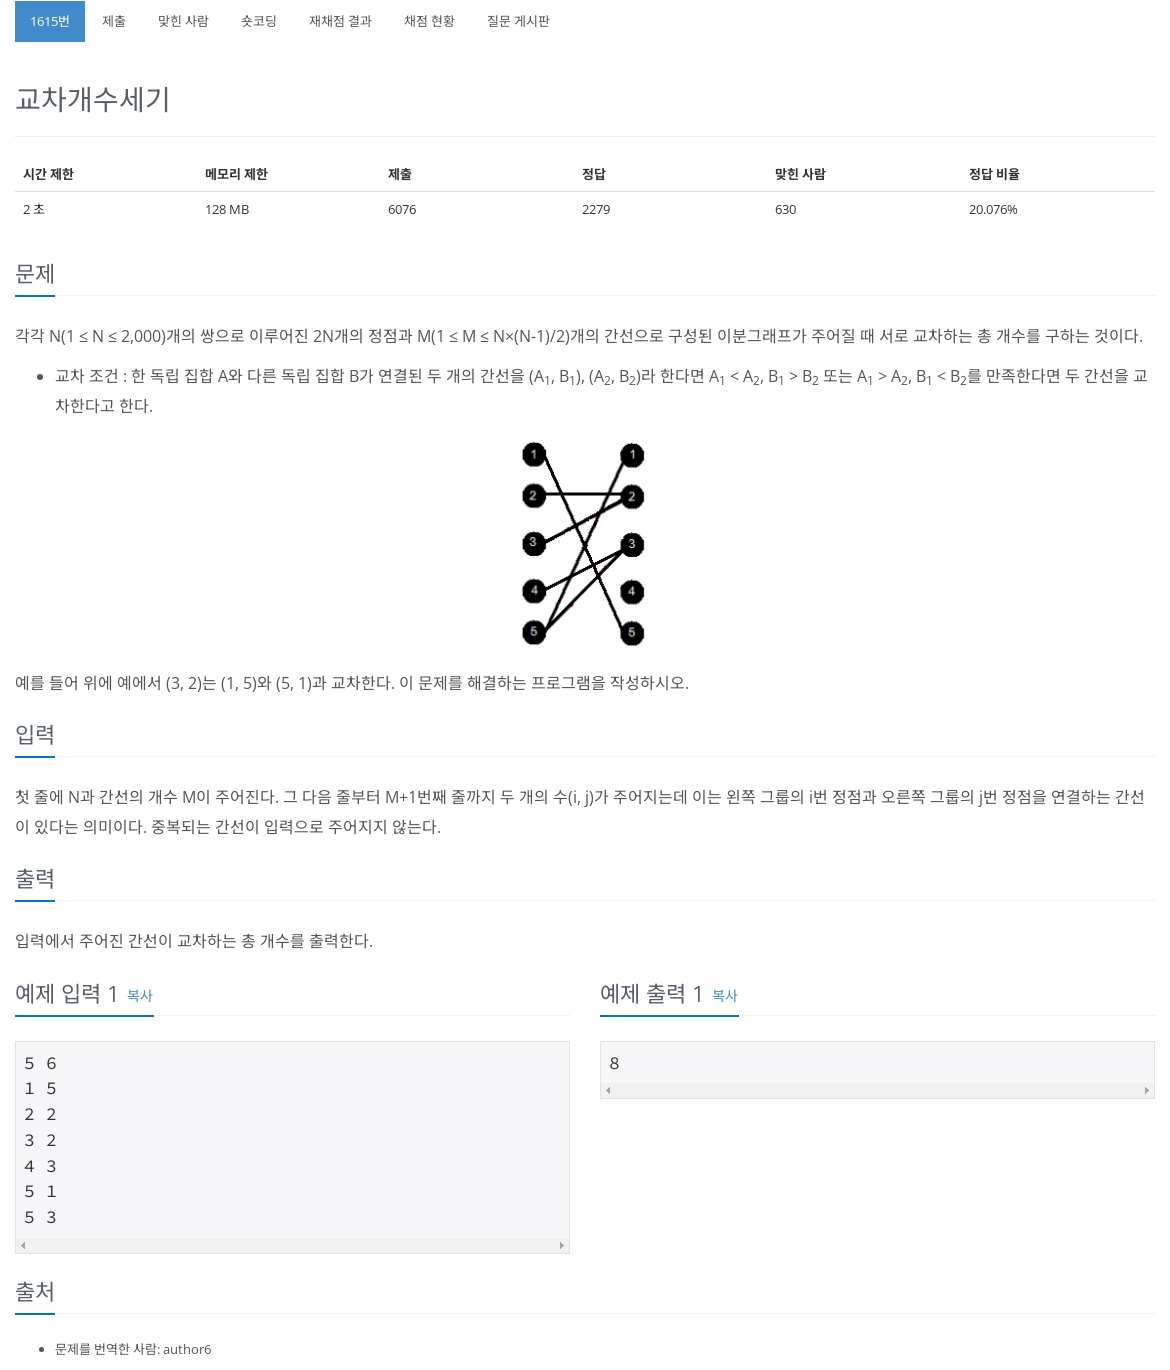 1615번 제출 맞힌 사람 숏코딩 재채점 결과 채점 현황 질문 게시판
교차개수세기
시간 제한 메모리 제한 제출 정답 맞힌 사람 정답 비율
2 초 128 MB 6076 2279 630 20.076%
문제
각각 N(1 ≤ N ≤ 2,000)개의 쌍으로 이루어진 2N개의 정점과 M(1 ≤ M ≤ N×(N-1)/2)개의 간선으로 구성된 이분그래프가 주어질 때 서로 교차하는 총 개수를 구하는 것이다.
• 교차 조건 : 한 독립 집합 A와 다른 독립 집합 B가 연결된 두 개의 간선을 (A₁, B₁), (A₂, B₂)라 한다면 A₁ < A₂, B₁ > B₂ 또는 A₁ > A₂, B₁ < B₂를 만족한다면 두 간선을 교
차한다고 한다.
1 1
2 2
3 3
4 4
5 5
예를 들어 위에 예에서 (3, 2)는 (1, 5)와 (5, 1)과 교차한다. 이 문제를 해결하는 프로그램을 작성하시오.
입력
첫 줄에 N과 간선의 개수 M이 주어진다. 그 다음 줄부터 M+1번째 줄까지 두 개의 수(i, j)가 주어지는데 이는 왼쪽 그룹의 i번 정점과 오른쪽 그룹의 j번 정점을 연결하는 간선
이 있다는 의미이다. 중복되는 간선이 입력으로 주어지지 않는다.
출력
입력에서 주어진 간선이 교차하는 총 개수를 출력한다.
예제 입력 1 복사
5 6
1 5
2 2
3 2
4 3
5 1
5 3
예제 출력 1 복사
8
출처
• 문제를 번역한 사람: author6